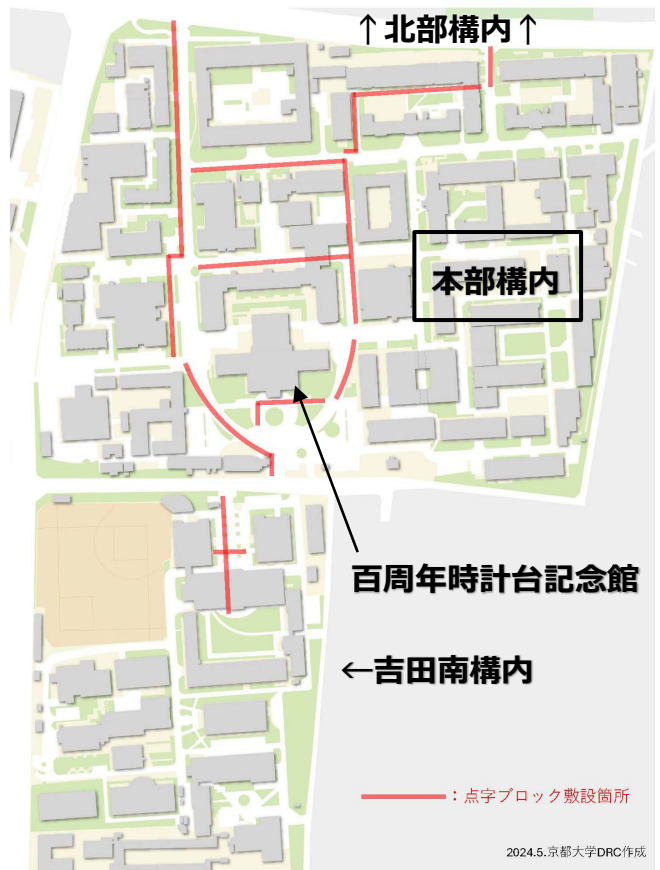 ↑北部構内↑
本部構内
百周年時計台記念館
←吉田南構内
：点字ブロック敷設箇所
2024.5.京都大学DRC作成